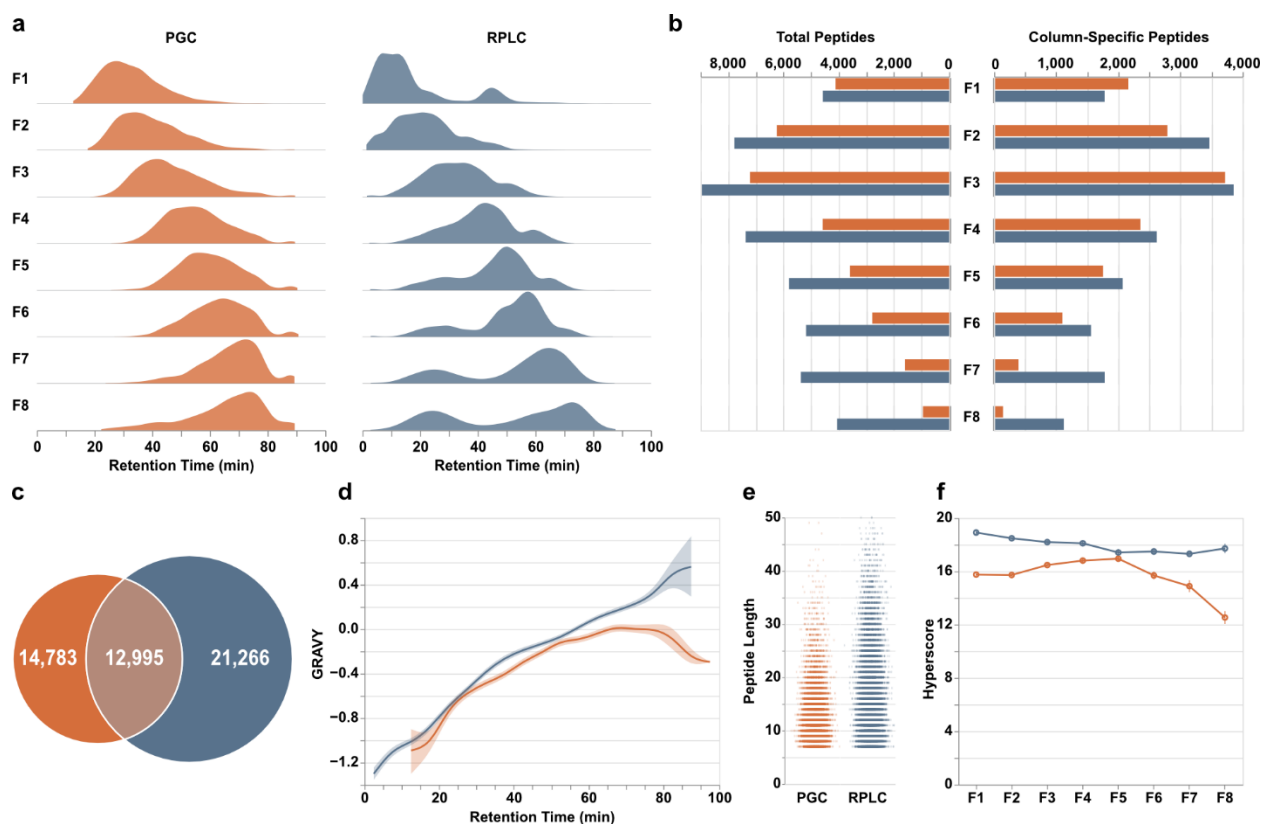 a
PGC
RPLC
F1
F2
F3
F4
F5
F6
F7
F8
0 20 40 60 80 100
Retention Time (min)
0 20 40 60 80 100
Retention Time (min)
b
Total Peptides
Column-Specific Peptides
8,000 6,000 4,000 2,000 0
0 1,000 2,000 3,000 4,000
F1
F2
F3
F4
F5
F6
F7
F8
c
14,783 12,995 21,266
d
GRAVY
0.8
0.4
0.0
−0.4
−0.8
−1.2
0 20 40 60 80 100
Retention Time (min)
e
Peptide Length
50
40
30
20
10
0
PGC RPLC
f
Hyperscore
20
16
12
8
4
0
F1 F2 F3 F4 F5 F6 F7 F8